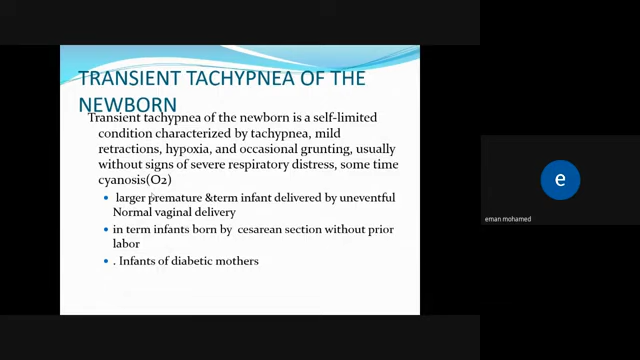 TRANSIENT TACHYPNEA OF THE
NEWBORN
Transient tachypnea of the newborn is a self-limited
condition characterized by tachypnea, mild
retractions, hypoxia, and occasional grunting, usually
without signs of severe respiratory distress, some time
cyanosis(O2)
• larger premature &term infant delivered by uneventful
Normal vaginal delivery
• in term infants born by cesarean section without prior
labor
• . Infants of diabetic mothers
e
eman mohamed